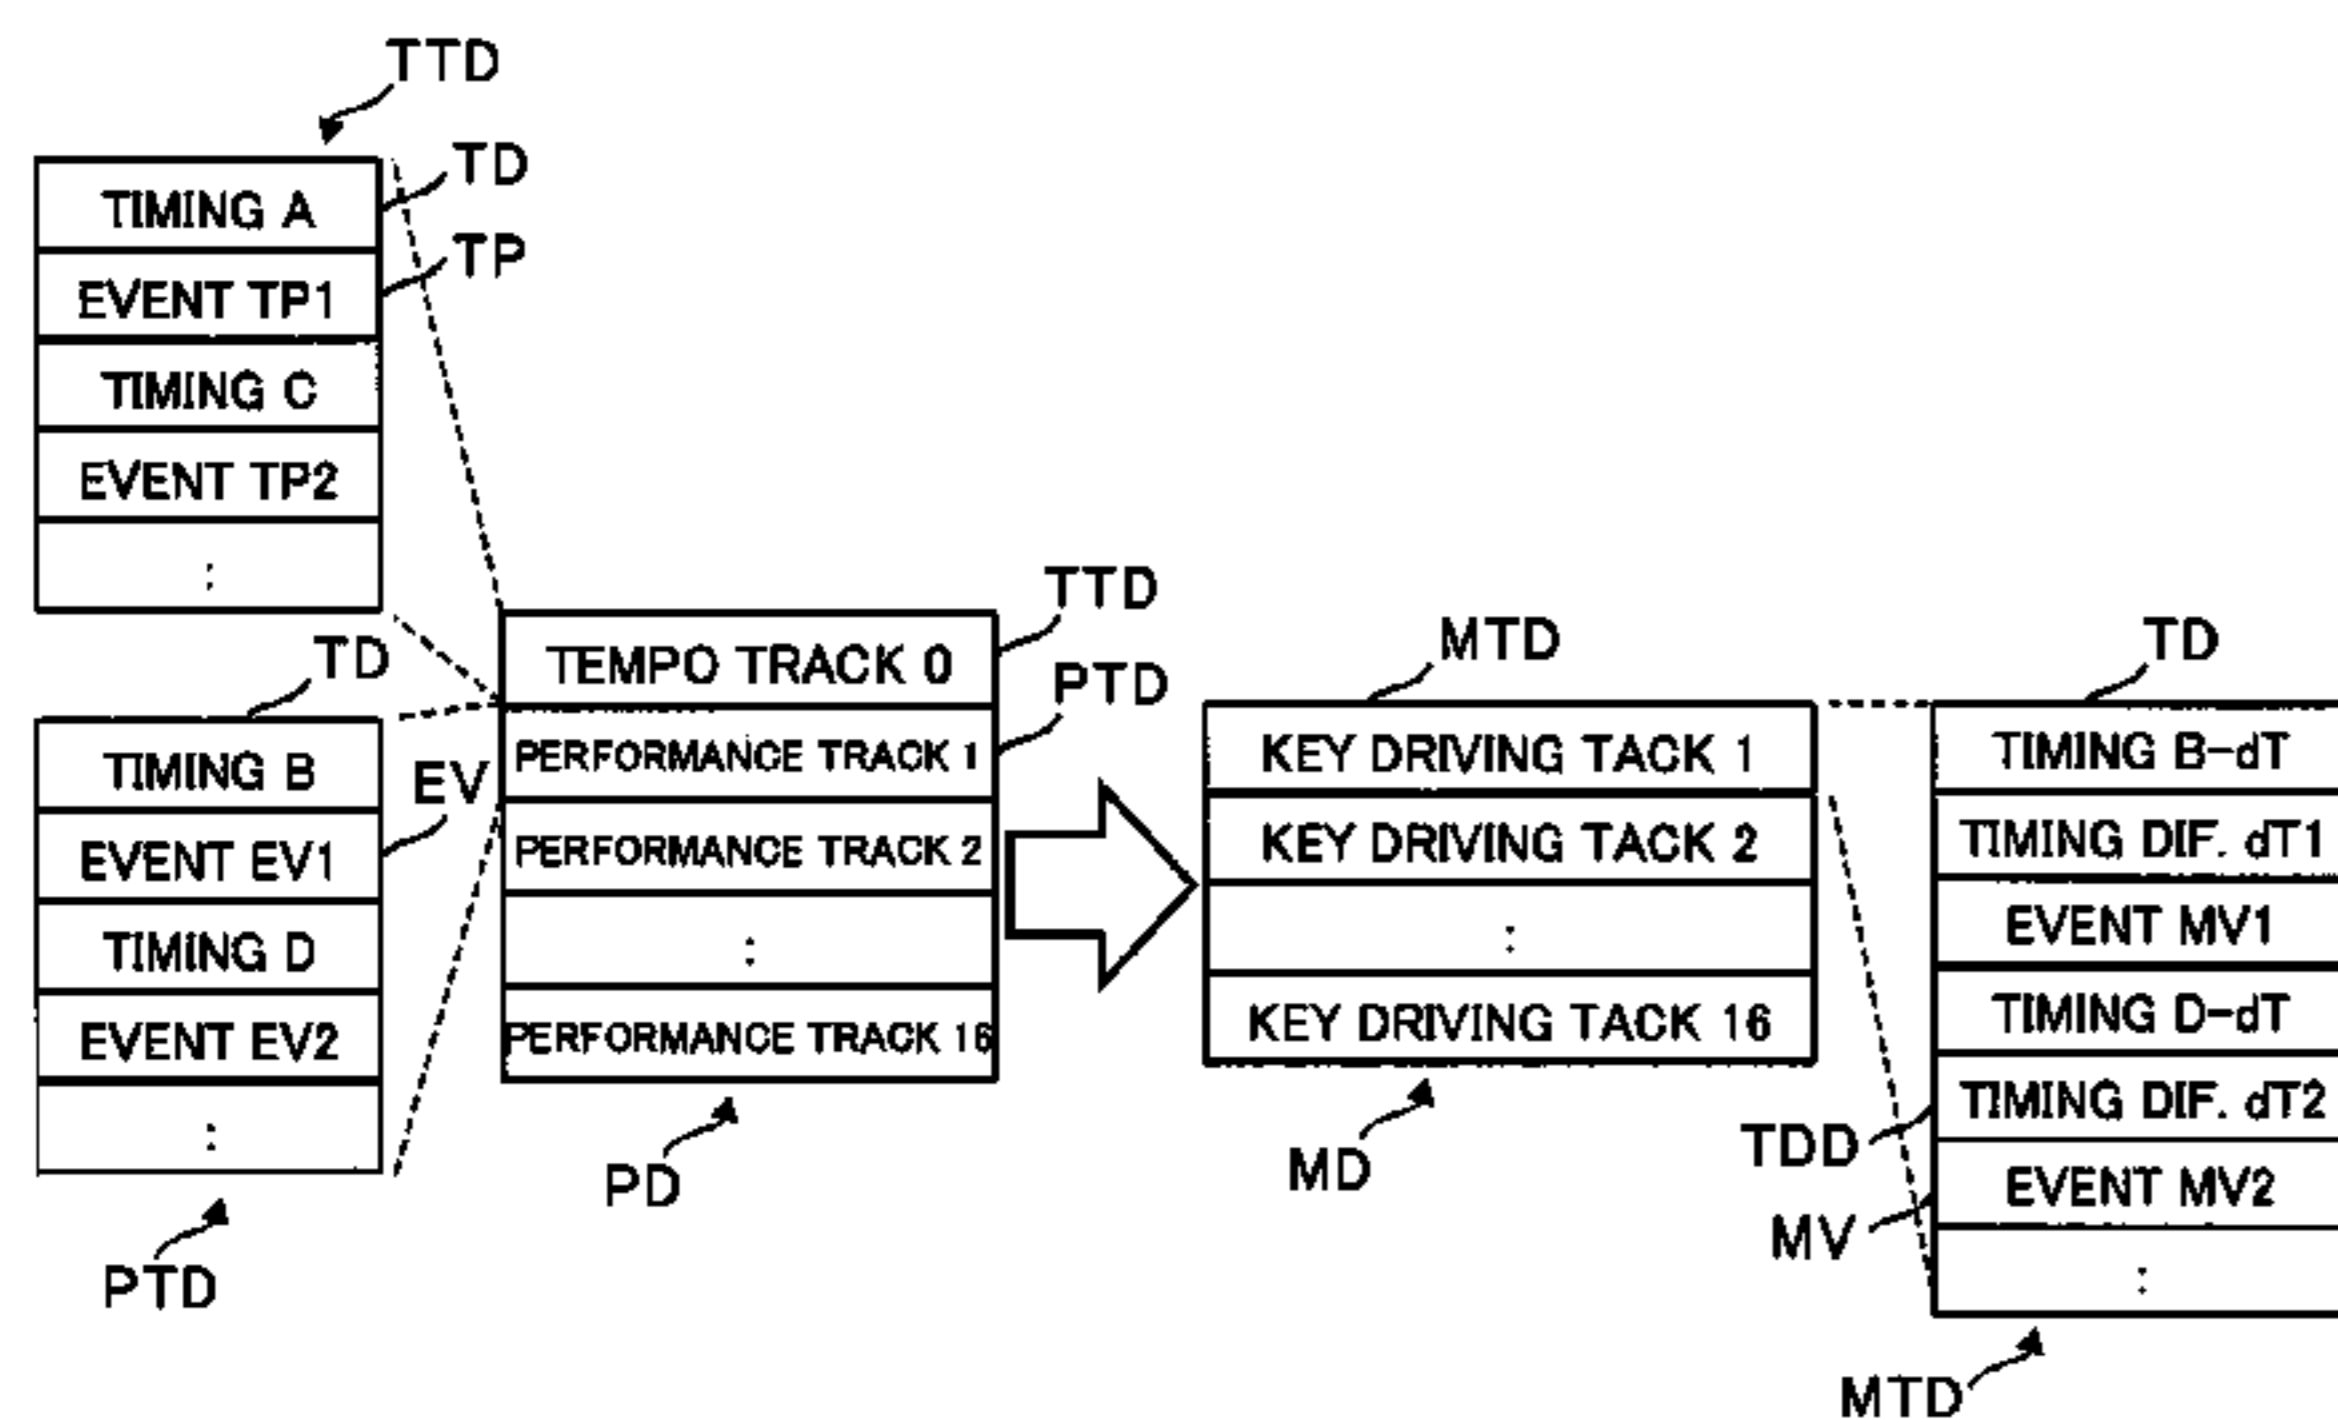 TTD
TD
TP
TIMING A
EVENT TP1
TIMING C
EVENT TP2
:
TD
EV
TIMING B
EVENT EV1
TIMING D
EVENT EV2
:
PTD
TTD
PTD
TEMPO TRACK 0
PERFORMANCE TRACK 1
PERFORMANCE TRACK 2
:
PERFORMANCE TRACK 16
PD
MTD
KEY DRIVING TACK 1
KEY DRIVING TACK 2
:
KEY DRIVING TACK 16
MD
TD
TIMING B-dT
TIMING DIF. dT1
EVENT MV1
TIMING D-dT
TIMING DIF. dT2
EVENT MV2
:
TDD
MV
MTD